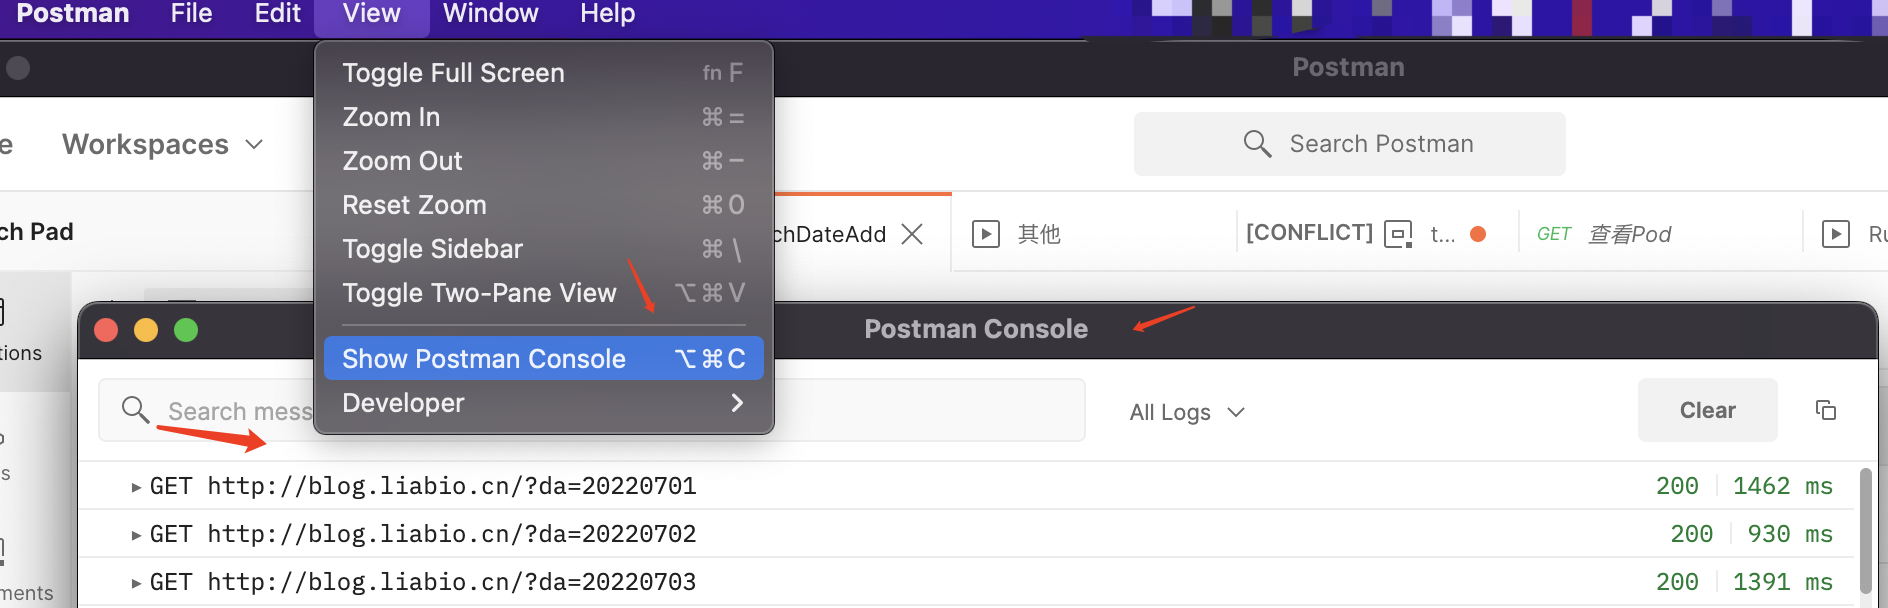 Postman File Edit View Window Help
Postman
Toggle Full Screen fn F
Zoom In ⌘ =
Zoom Out ⌘ −
Reset Zoom ⌘ 0
Toggle Sidebar ⌘ \
Toggle Two-Pane View ⌥ ⌘ V
Show Postman Console ⌥ ⌘ C
Developer
e Workspaces
Search Postman
ch Pad
chDateAdd
其他
[CONFLICT] t...
GET 查看Pod
Ru
tions
s
ments
Postman Console
Search mess
All Logs
Clear
GET http://blog.liabio.cn/?da=20220701 200 1462 ms
GET http://blog.liabio.cn/?da=20220702 200 930 ms
GET http://blog.liabio.cn/?da=20220703 200 1391 ms